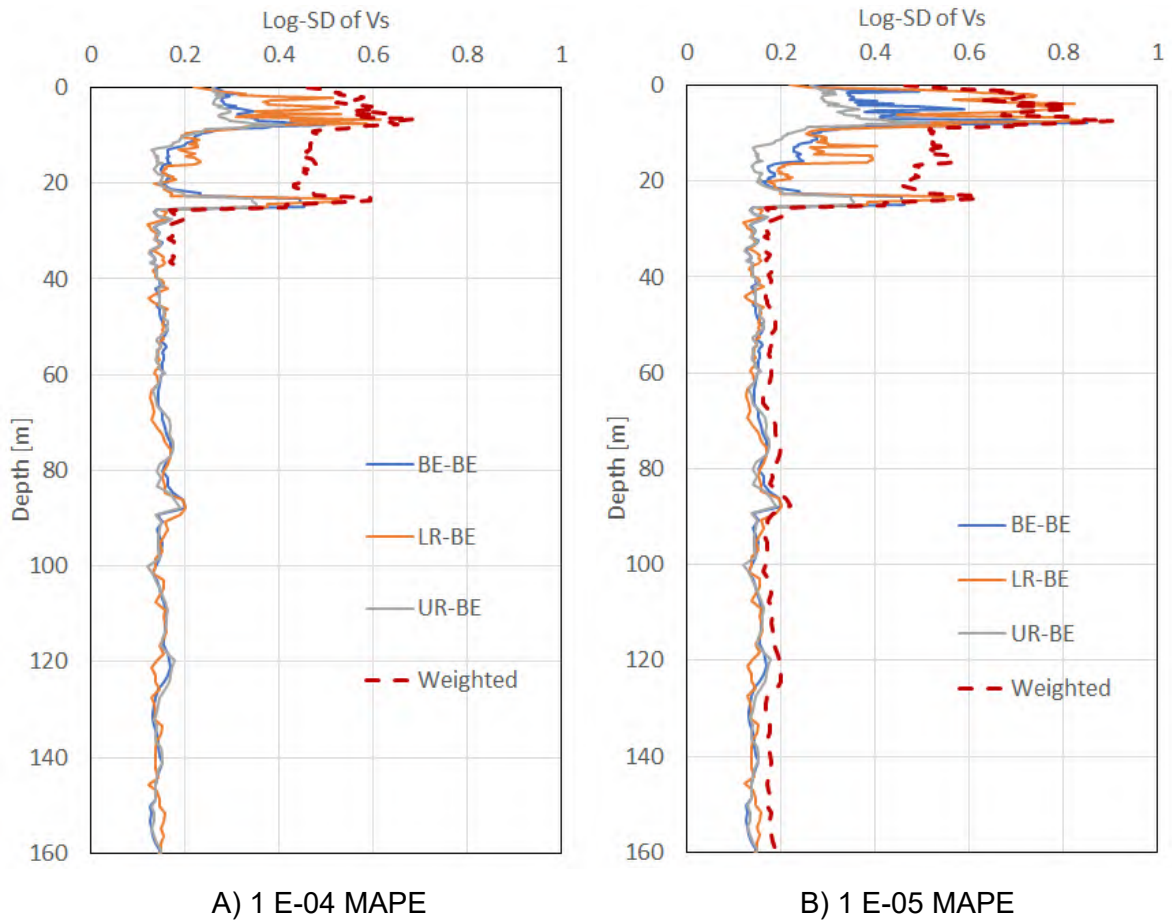 Log-SD of Vs
0 0.2 0.4 0.6 0.8 1
0
20
40
60
80
100
120
140
160
Depth [m]
BE-BE
LR-BE
UR-BE
Weighted
A) 1 E-04 MAPE
Log-SD of Vs
0 0.2 0.4 0.6 0.8 1
0
20
40
60
80
100
120
140
160
Depth [m]
BE-BE
LR-BE
UR-BE
Weighted
B) 1 E-05 MAPE